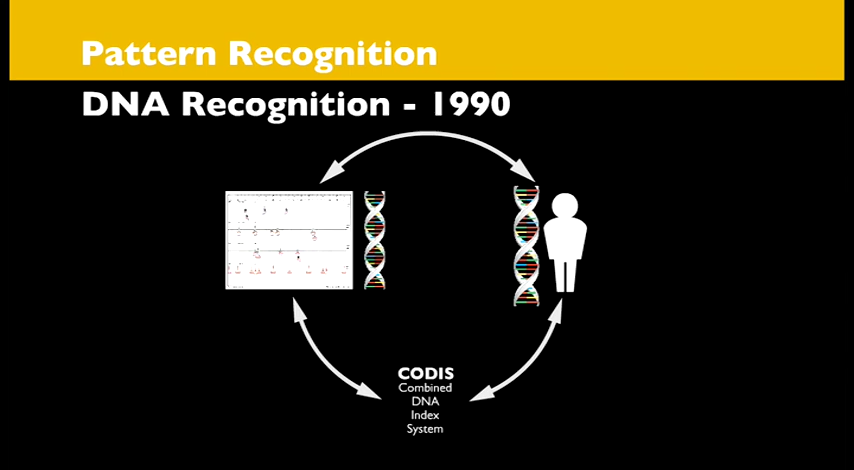 Pattern Recognition
DNA Recognition - 1990
CODIS
Combined
DNA
Index
System